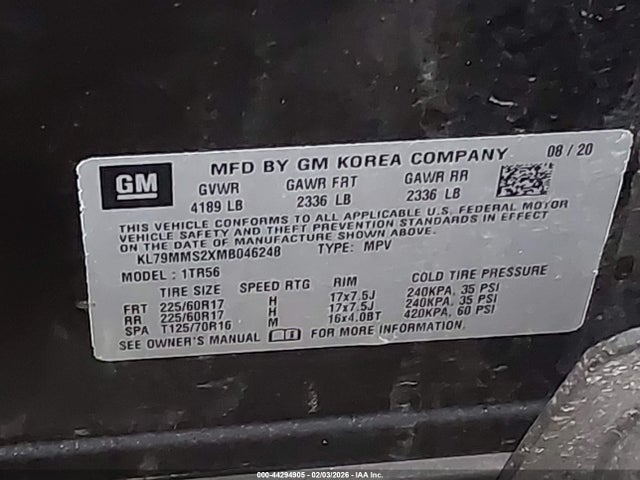 GM MFD BY GM KOREA COMPANY 08 / 20
GVWR GAWR FRT GAWR RR
4189 LB 2336 LB 2336 LB
THIS VEHICLE CONFORMS TO ALL APPLICABLE U.S. FEDERAL MOTOR
VEHICLE SAFETY AND THEFT PREVENTION STANDARDS IN EFFECT
ON THE DATE OF MANUFACTURE SHOWN ABOVE.
KL79MMS2XMB046248 TYPE: MPV
MODEL : 1TR56
TIRE SIZE SPEED RTG RIM COLD TIRE PRESSURE
FRT 225/60R17 H 17x7.5J 240KPA, 35 PSI
RR 225/60R17 H 17x7.5J 240KPA, 35 PSI
SPA T125/70R16 M 16x4.0BT 420KPA, 60 PSI
SEE OWNER'S MANUAL FOR MORE INFORMATION.
000-44294905 - 02/03/2026 - IAA Inc.